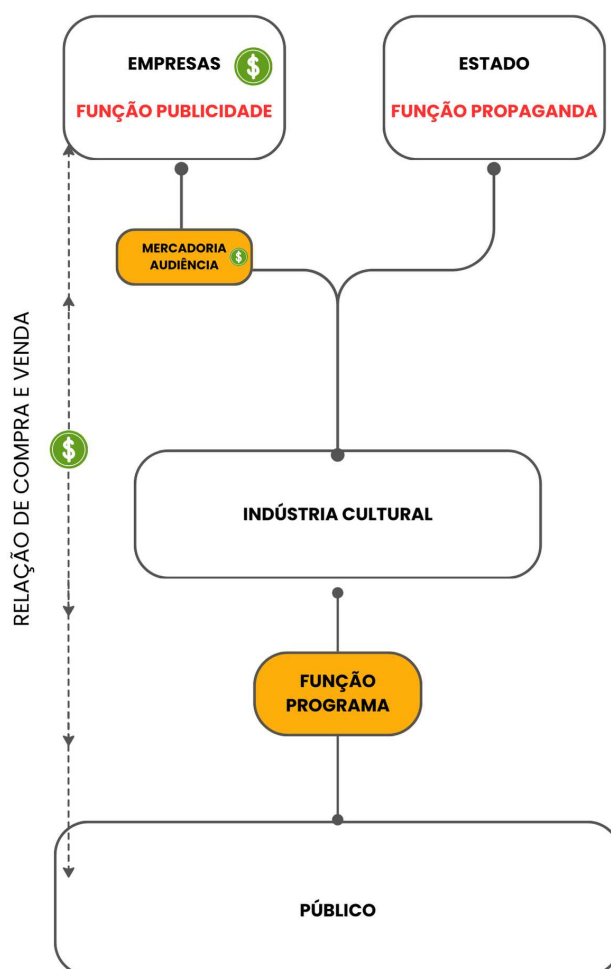 EMPRESAS $
FUNÇÃO PUBLICIDADE
ESTADO
FUNÇÃO PROPAGANDA
MERCADORIA
AUDIÊNCIA $
RELAÇÃO DE COMPRA E VENDA
$
INDÚSTRIA CULTURAL
FUNÇÃO
PROGRAMA
PÚBLICO